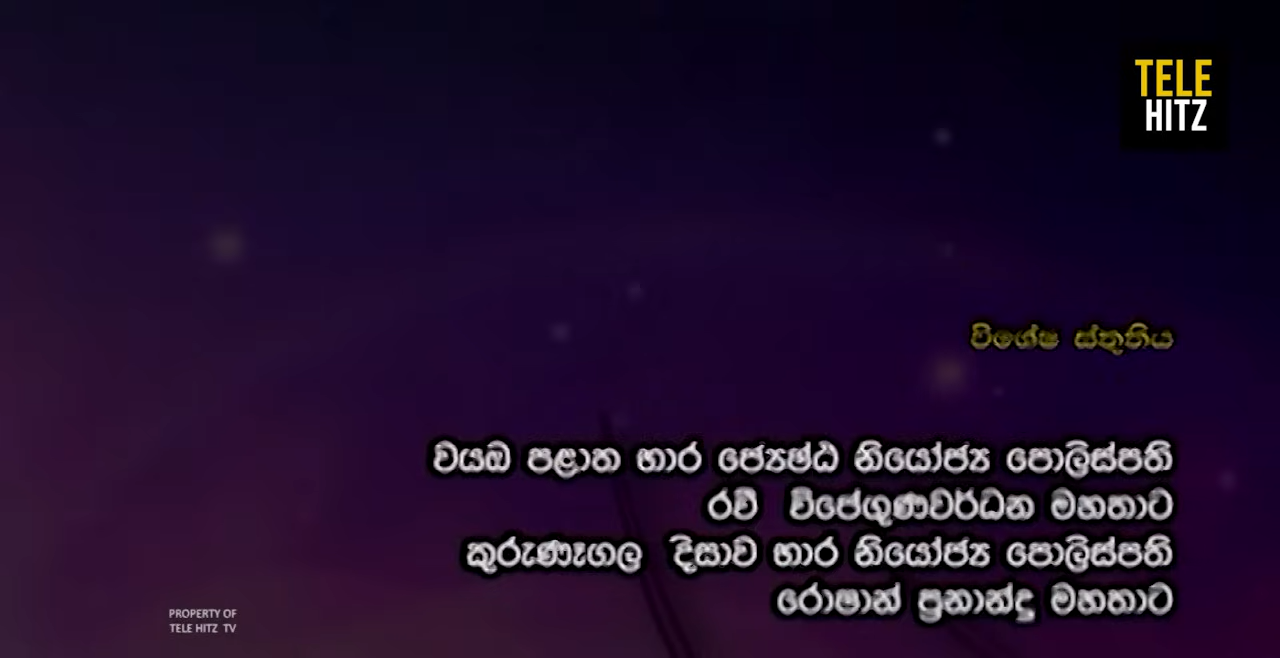 TELE
HITZ
විශේෂ ස්තුතිය
වයඹ පළාත භාර ජ්‍යෙෂ්ඨ නියෝජ්‍ය පොලිස්පති
රවී විජේගුණවර්ධන මහතාට
කුරුණෑගල දිසාව භාර නියෝජ්‍ය පොලිස්පති
රොෂාන් ප්‍රනාන්දු මහතාට
PROPERTY OF
TELE HITZ TV